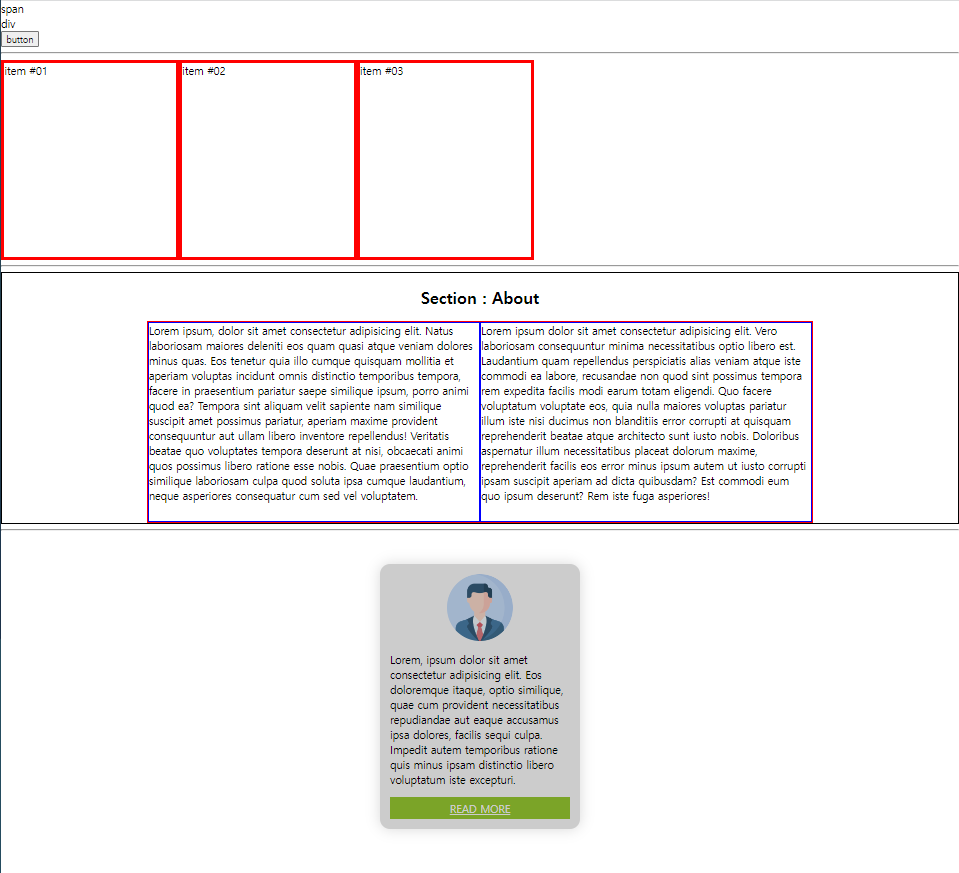 span
div
button
item #01
item #02
item #03
Section : About
Lorem ipsum, dolor sit amet consectetur adipisicing elit. Natus
laboriosam maiores deleniti eos quam quasi atque veniam dolores
minus quas. Eos tenetur quia illo cumque quisquam mollitia et
aperiam voluptas incidunt omnis distinctio temporibus tempora,
facere in praesentium pariatur saepe similique ipsum, porro animi
quod ea? Tempora sint aliquam velit sapiente nam similique
suscipit amet possimus pariatur, aperiam maxime provident
consequuntur aut ullam libero inventore repellendus! Veritatis
beatae quo voluptates tempora deserunt at nisi, obcaecati animi
quos possimus libero ratione esse nobis. Quae praesentium optio
similique laboriosam culpa quod soluta ipsa cumque laudantium,
neque asperiores consequatur cum sed vel voluptatem.
Lorem ipsum dolor sit amet consectetur adipisicing elit. Vero
laboriosam consequuntur minima necessitatibus optio libero est.
Laudantium quam repellendus perspiciatis alias veniam atque iste
commodi ea labore, recusandae non quod sint possimus tempora
rem expedita facilis modi earum totam eligendi. Quo facere
voluptatum voluptate eos, quia nulla maiores voluptas pariatur
illum iste nisi ducimus non blanditiis error corrupti at quisquam
reprehenderit beatae atque architecto sunt iusto nobis. Doloribus
aspernatur illum necessitatibus placeat dolorum maxime,
reprehenderit facilis eos error minus ipsum autem ut iusto corrupti
ipsam suscipit aperiam ad dicta quibusdam? Est commodi eum
quo ipsum deserunt? Rem iste fuga asperiores!
Lorem, ipsum dolor sit amet
consectetur adipisicing elit. Eos
doloremque itaque, optio similique,
quae cum provident necessitatibus
repudiandae aut eaque accusamus
ipsa dolores, facilis sequi culpa.
Impedit autem temporibus ratione
quis minus ipsam distinctio libero
voluptatum iste excepturi.
READ MORE